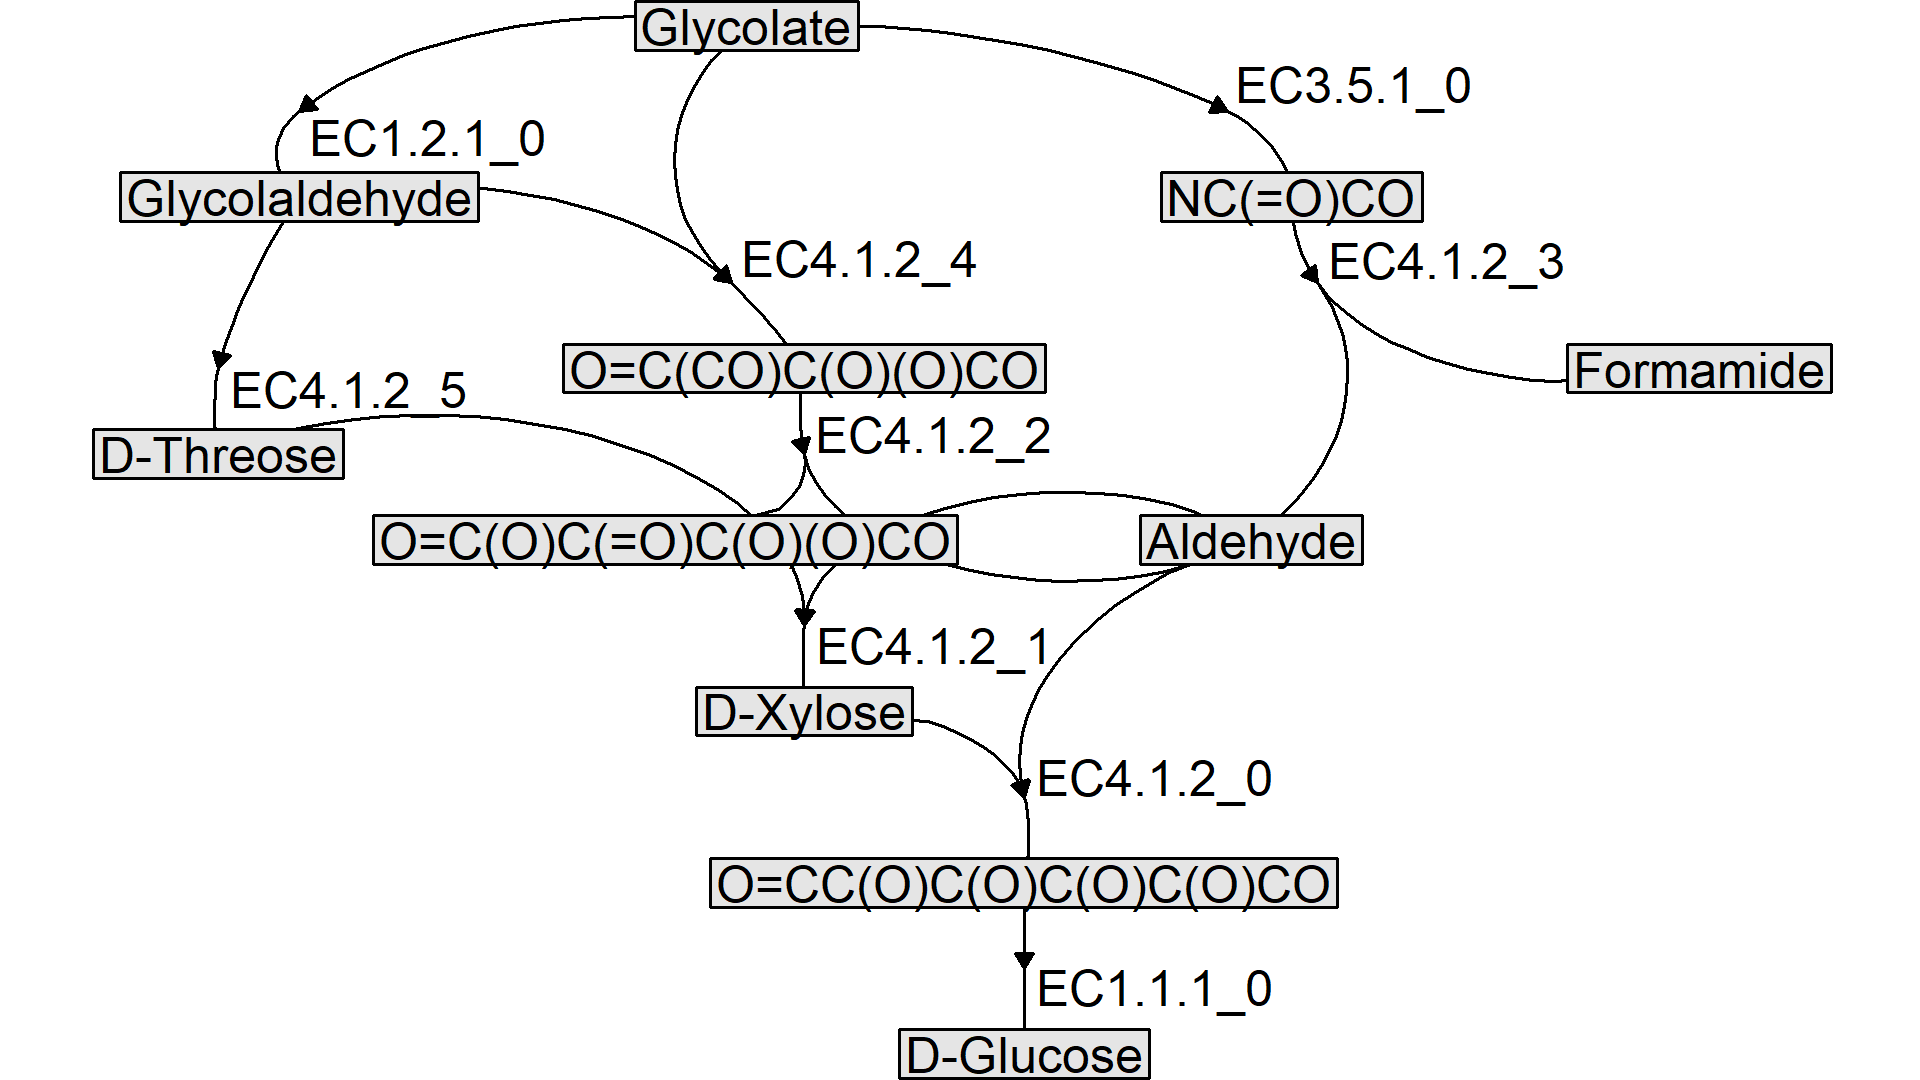 Glycolate
EC3.5.1_0
EC1.2.1_0
Glycolaldehyde
NC(=O)CO
EC4.1.2_4
EC4.1.2_3
O=C(CO)C(O)(O)CO
Formamide
EC4.1.2_5
EC4.1.2_2
D-Threose
O=C(O)C(=O)C(O)(O)CO
Aldehyde
EC4.1.2_1
D-Xylose
EC4.1.2_0
O=CC(O)C(O)C(O)C(O)CO
EC1.1.1_0
D-Glucose